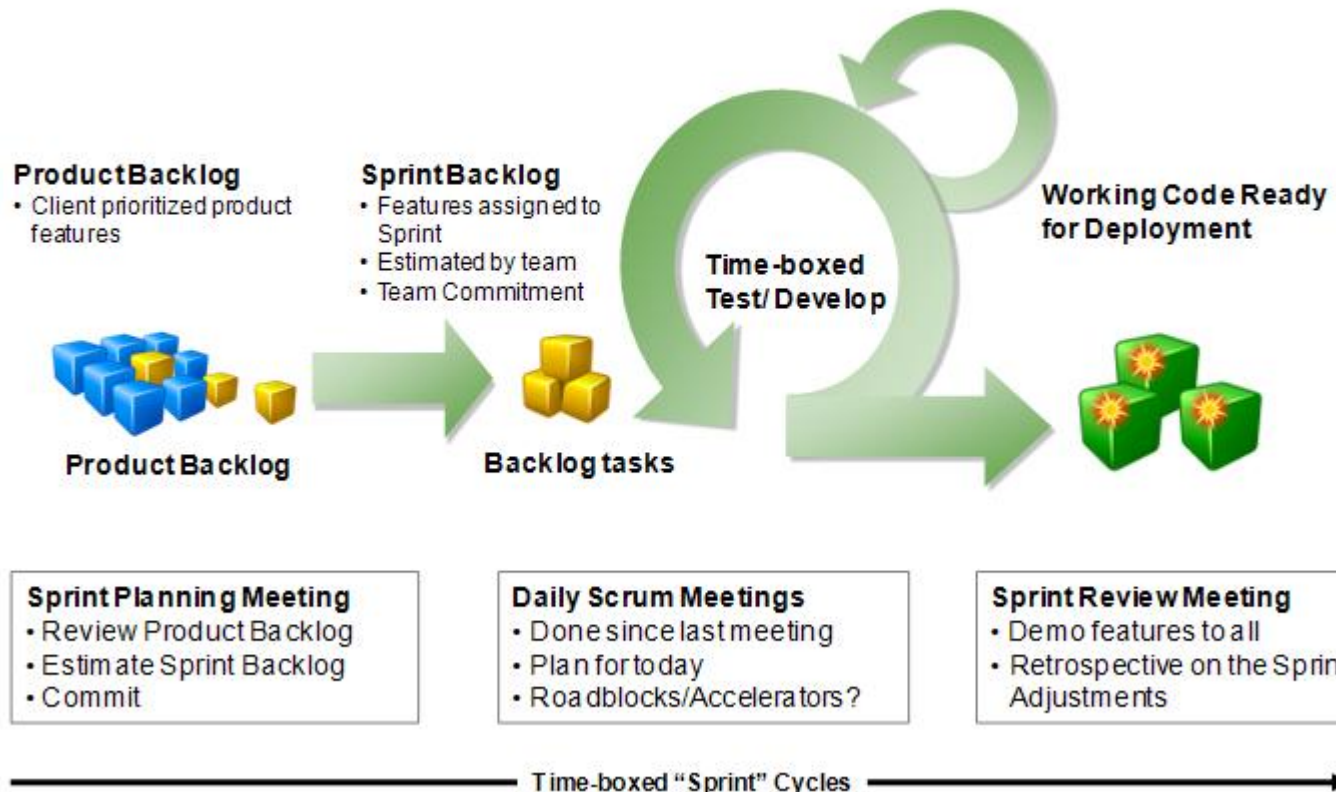 Product Backlog
• Client prioritized product
features
Sprint Backlog
• Features assigned to
Sprint
• Estimated by team
• Team Commitment
Time-boxed
Test/ Develop
Working Code Ready
for Deployment
Product Backlog
Backlog tasks
Sprint Planning Meeting
• Review Product Backlog
• Estimate Sprint Backlog
• Commit
Daily Scrum Meetings
• Done since last meeting
• Plan for today
• Roadblocks/Accelerators?
Sprint Review Meeting
• Demo features to all
• Retrospective on the Sprin
Adjustments
Time-boxed “Sprint” Cycles